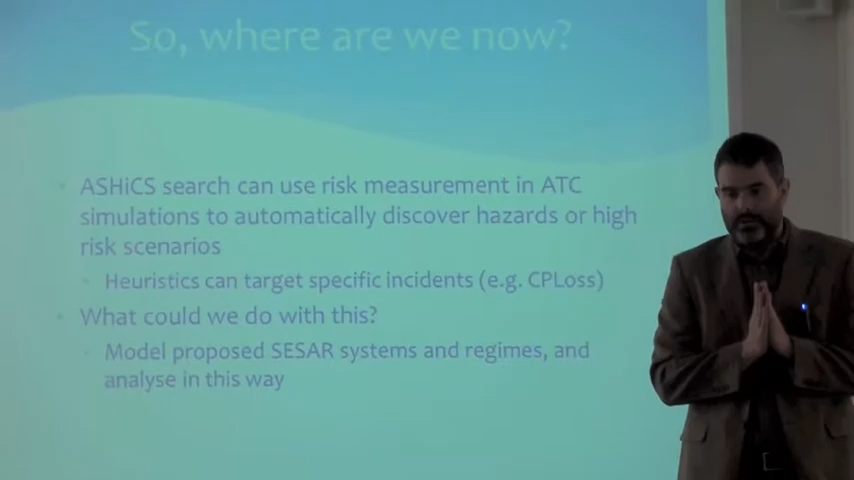 So, where are we now?
ASHiCS search can use risk measurement in ATC
simulations to automatically discover hazards or high
risk scenarios
Heuristics can target specific incidents (e.g. CPLoss)
What could we do with this?
Model proposed SESAR systems and regimes, and
analyse in this way